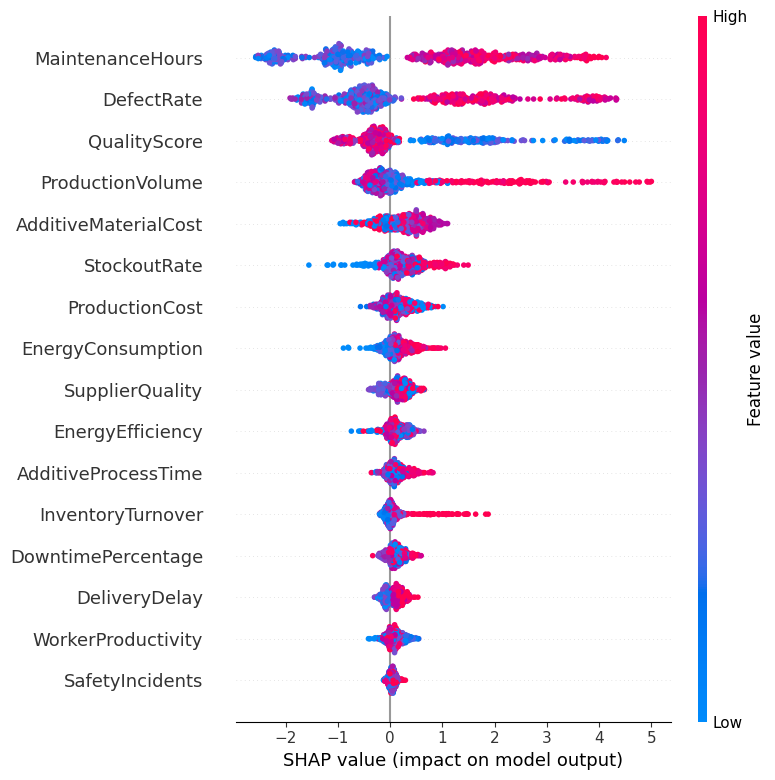 High
MaintenanceHours
DefectRate
QualityScore
ProductionVolume
AdditiveMaterialCost
StockoutRate
ProductionCost
EnergyConsumption
SupplierQuality
EnergyEfficiency
AdditiveProcessTime
InventoryTurnover
DowntimePercentage
DeliveryDelay
WorkerProductivity
SafetyIncidents
Feature value
Low
−2 −1 0 1 2 3 4 5
SHAP value (impact on model output)